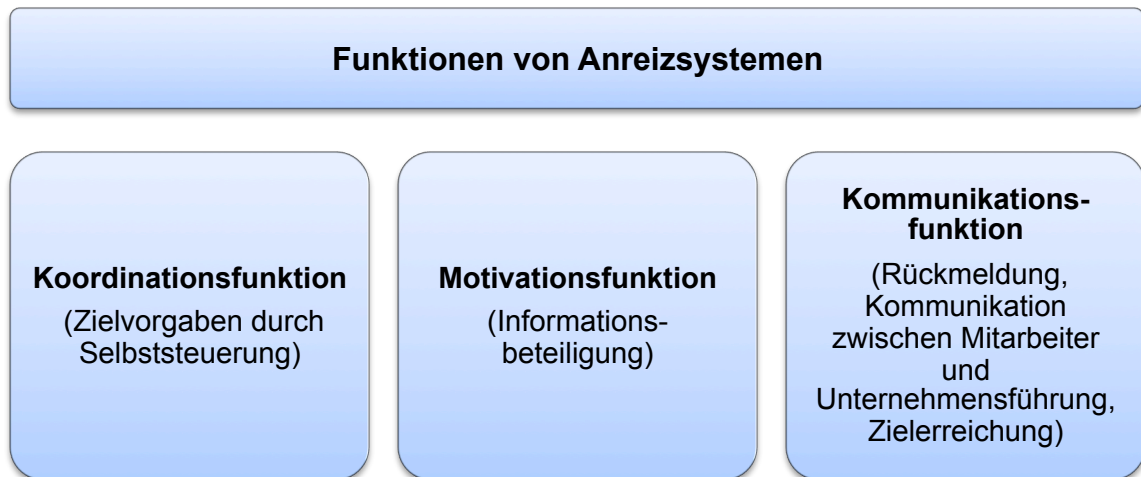 Funktionen von Anreizsystemen
Koordinationsfunktion
(Zielvorgaben durch
Selbststeuerung)
Motivationsfunktion
(Informations-
beteiligung)
Kommunikations-
funktion
(Rückmeldung,
Kommunikation
zwischen Mitarbeiter
und
Unternehmensführung,
Zielerreichung)